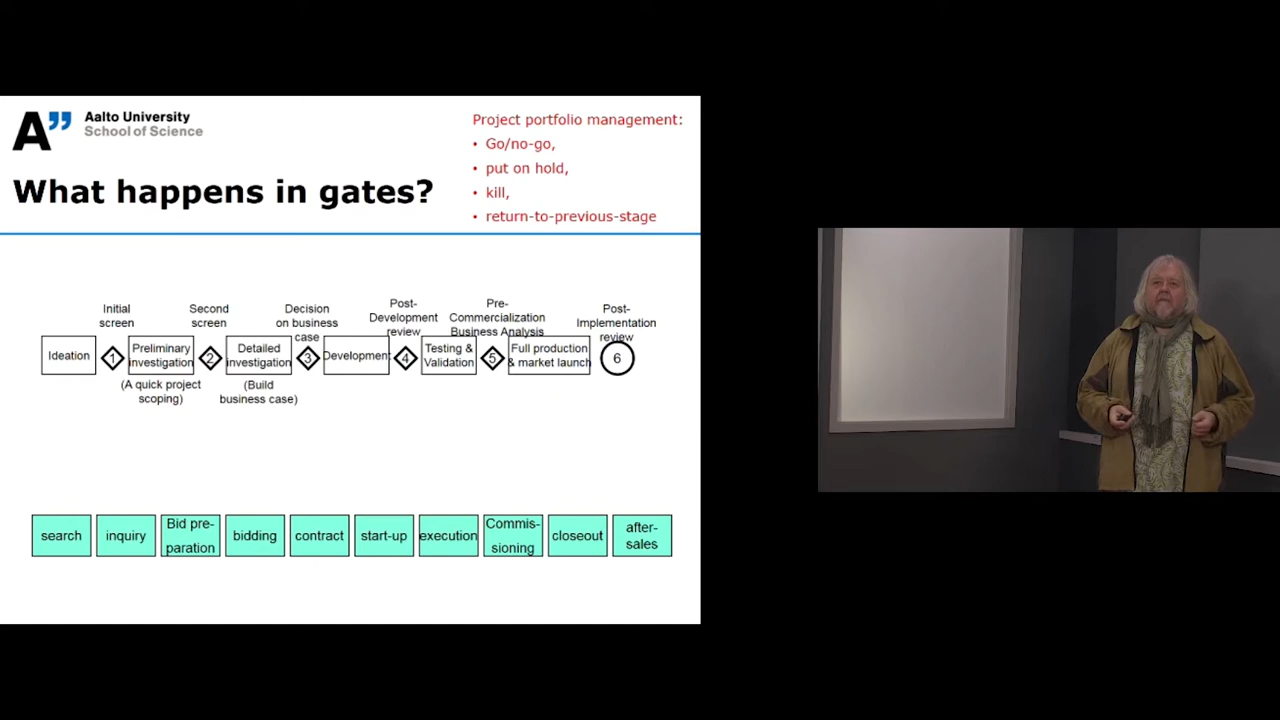 Aalto University
School of Science
What happens in gates?
Project portfolio management:
• Go/no-go,
• put on hold,
• kill,
• return-to-previous-stage
Initial
screen
Second
screen
Decision
on business
case
Post-
Development
review
Pre-
Commercialization
Business Analysis
Post-
Implementation
review
Ideation
1
Preliminary
investigation
2
Detailed
investigation
3
Development
4
Testing &
Validation
5
Full production
& market launch
6
(A quick project
scoping)
(Build
business case)
search
inquiry
Bid pre-
paration
bidding
contract
start-up
execution
Commis-
sioning
closeout
after-
sales